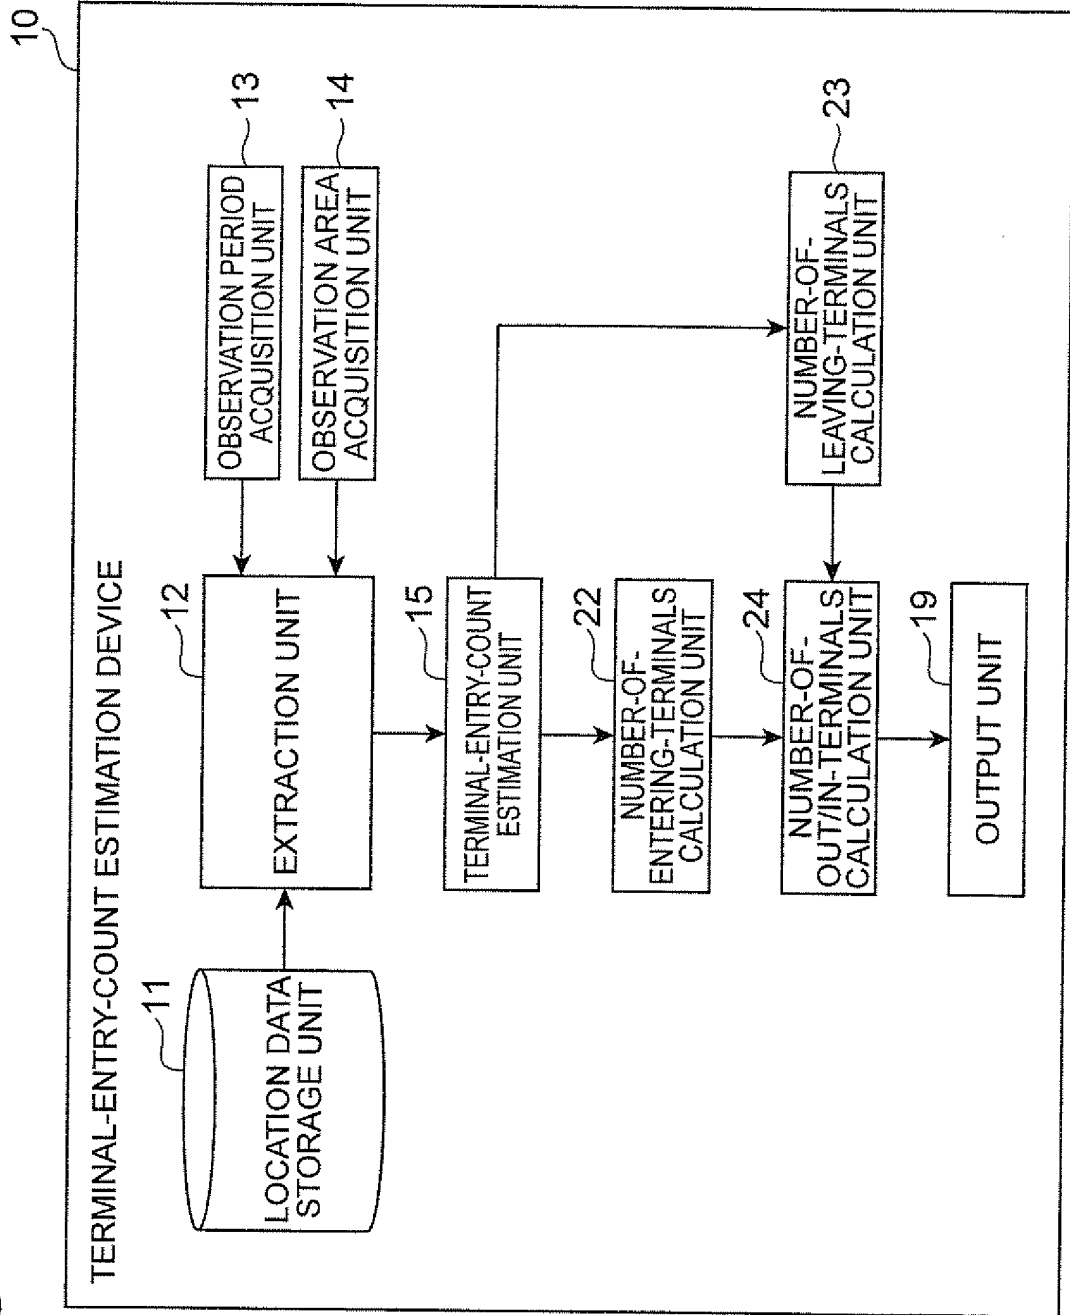 10
TERMINAL-ENTRY-COUNT ESTIMATION DEVICE
11
LOCATION DATA
STORAGE UNIT
12
EXTRACTION UNIT
13
OBSERVATION PERIOD
ACQUISITION UNIT
14
OBSERVATION AREA
ACQUISITION UNIT
15
TERMINAL-ENTRY-COUNT
ESTIMATION UNIT
22
NUMBER-OF-
ENTERING-TERMINALS
CALCULATION UNIT
23
NUMBER-OF-
LEAVING-TERMINALS
CALCULATION UNIT
24
NUMBER-OF-
OUT/IN-TERMINALS
CALCULATION UNIT
19
OUTPUT UNIT